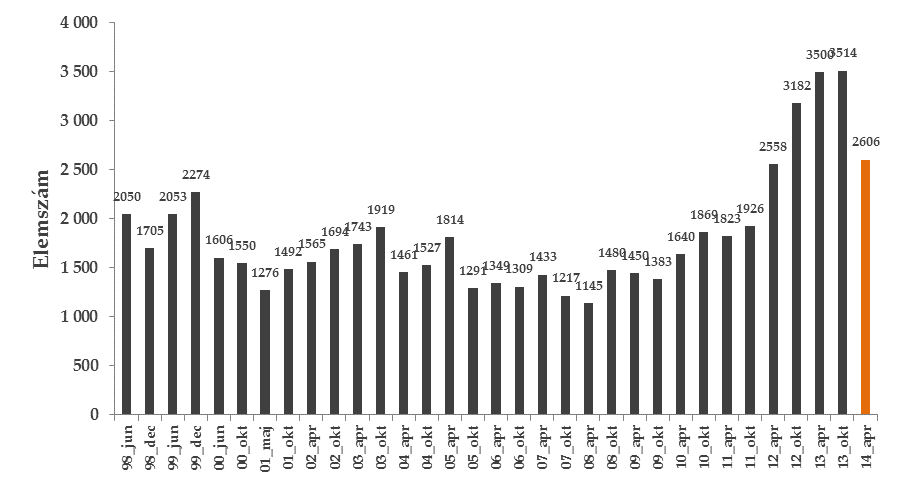 4 000
3 500
3 000
2 500
2 000
1 500
1 000
500
0
Elemszám
2050
1705
2053
2274
1606
1550
1276
1492
1565
1694
1743
1919
1461
1527
1814
1291
1349
1309
1433
1217
1145
1480
1450
1383
1640
1869
1823
1926
2558
3182
3500
3514
2606
98_jun
98_dec
99_jun
99_dec
00_jun
00_okt
01_maj
01_okt
02_apr
02_okt
03_apr
03_okt
04_apr
04_okt
05_apr
05_okt
06_apr
06_okt
07_apr
07_okt
08_apr
08_okt
09_apr
09_okt
10_apr
10_okt
11_apr
11_okt
12_apr
12_okt
13_apr
13_okt
14_apr